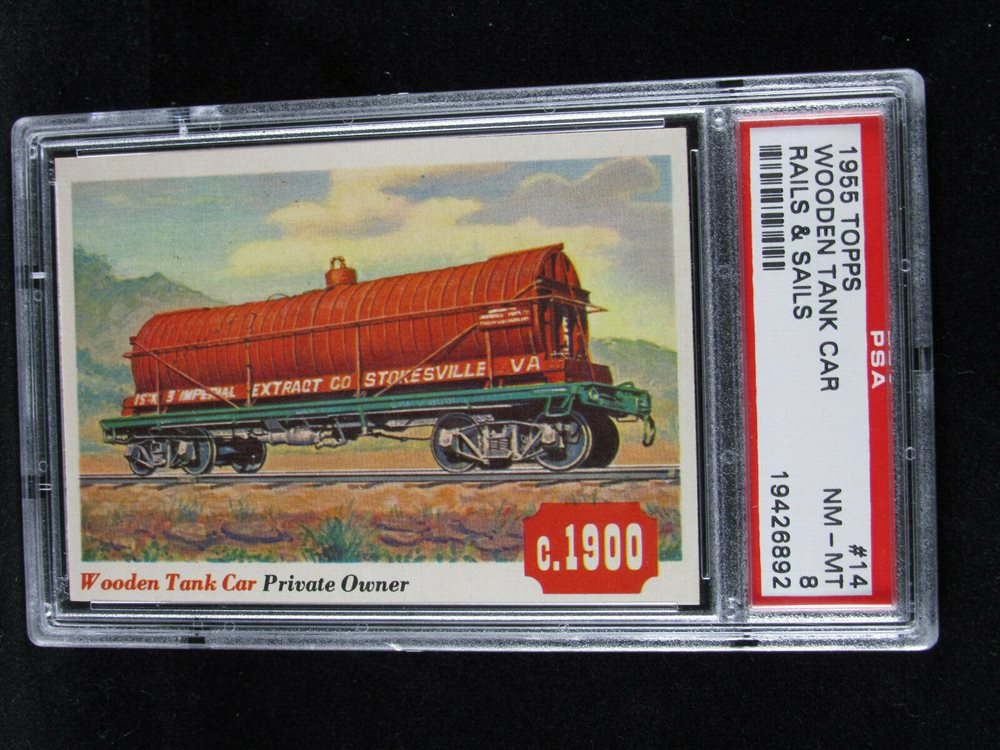 IMPERIAL EXTRACT CO STOKESVILLE VA
c.1900
Wooden Tank Car Private Owner
1955 TOPPS #14
WOODEN TANK CAR NM - MT
RAILS & SAILS 8
19426892
PSA